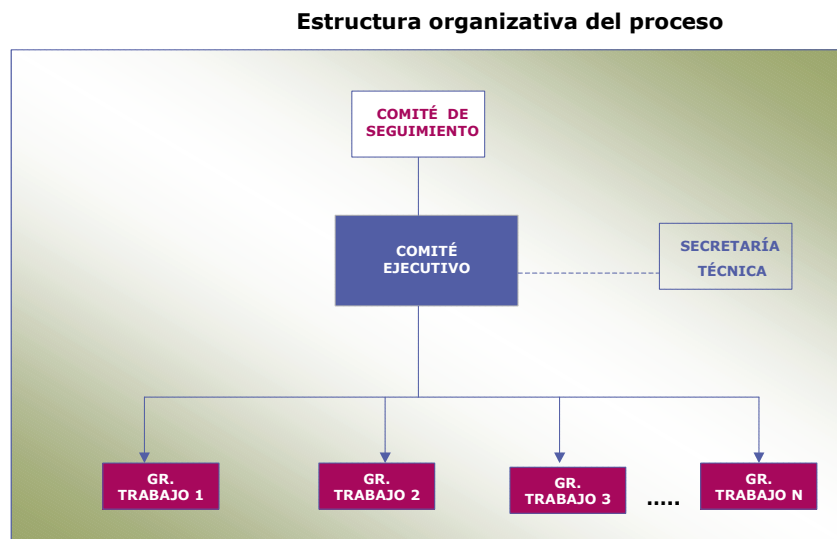 Estructura organizativa del proceso
COMITÉ DE
SEGUIMIENTO
COMITÉ
EJECUTIVO
SECRETARÍA
TÉCNICA
GR.
TRABAJO 1
GR.
TRABAJO 2
GR.
TRABAJO 3
.....
GR.
TRABAJO N